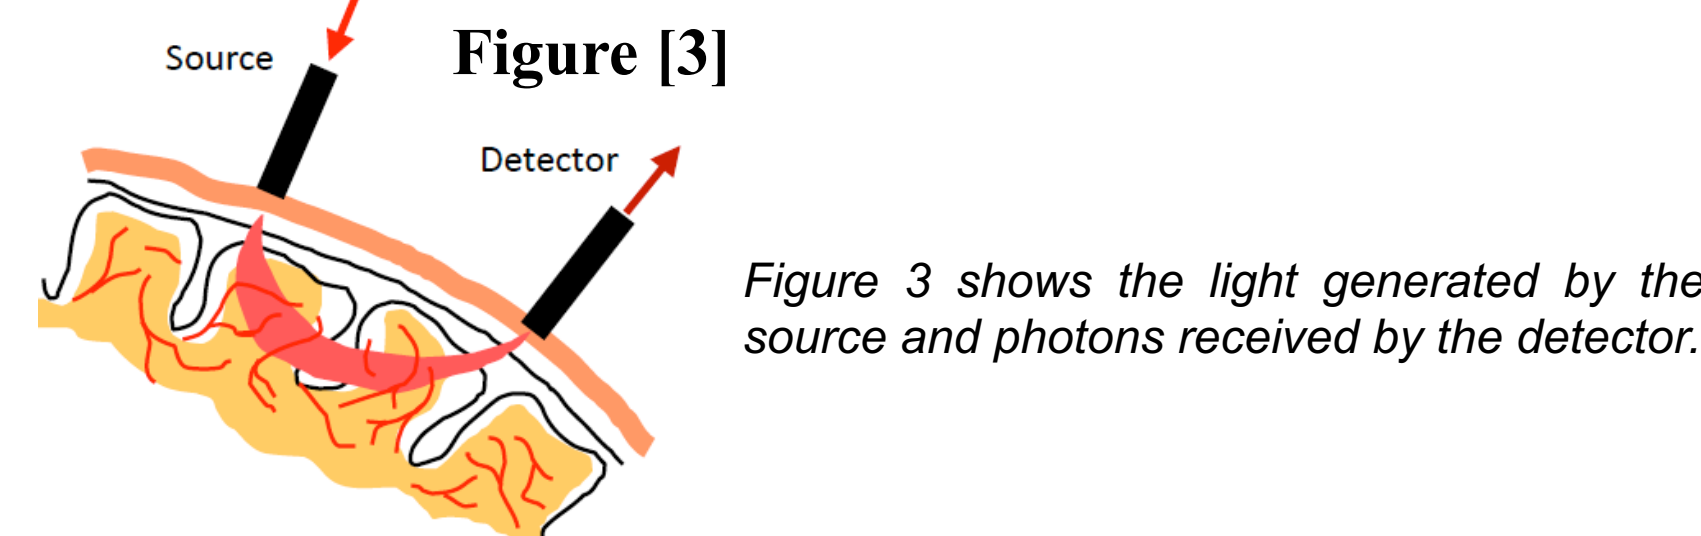 Source
Figure [3]
Detector
Figure 3 shows the light generated by the
source and photons received by the detector.